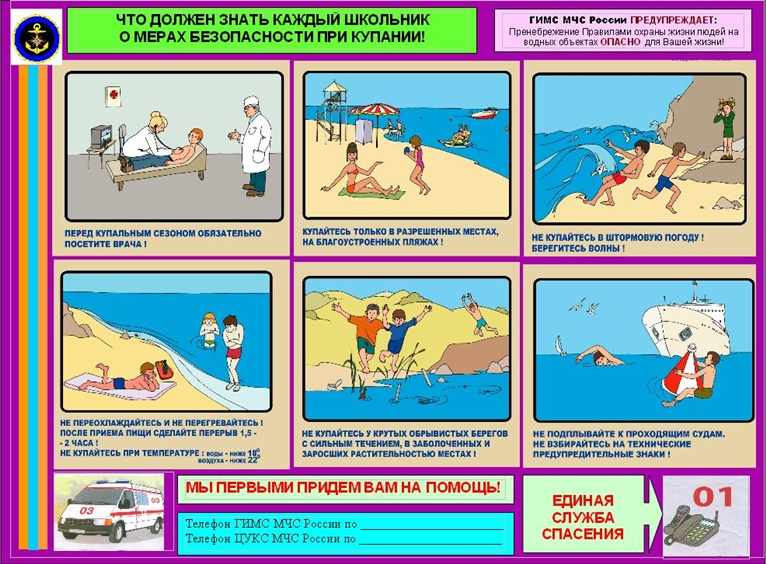 ЧТО ДОЛЖЕН ЗНАТЬ КАЖДЫЙ ШКОЛЬНИК
О МЕРАХ БЕЗОПАСНОСТИ ПРИ КУПАНИИ!
ГИМС МЧС России ПРЕДУПРЕЖДАЕТ:
Пренебрежение Правилами охраны жизни людей на
водных объектах ОПАСНО для Вашей жизни!
ПЕРЕД КУПАЛЬНЫМ СЕЗОНОМ ОБЯЗАТЕЛЬНО
ПОСЕТИТЕ ВРАЧА !
КУПАЙТЕСЬ ТОЛЬКО В РАЗРЕШЕННЫХ МЕСТАХ,
НА БЛАГОУСТРОЕННЫХ ПЛЯЖАХ !
НЕ КУПАЙТЕСЬ В ШТОРМОВУЮ ПОГОДУ !
БЕРЕГИТЕСЬ ВОЛНЫ !
НЕ ПЕРЕОХЛАЖДАЙТЕСЬ И НЕ ПЕРЕГРЕВАЙТЕСЬ !
ПОСЛЕ ПРИЕМА ПИЩИ СДЕЛАЙТЕ ПЕРЕРЫВ 1,5 -
- 2 ЧАСА !
НЕ КУПАЙТЕСЬ ПРИ ТЕМПЕРАТУРЕ : ВОДЫ - НИЖЕ 18°
ВОЗДУХА - НИЖЕ 22°
НЕ КУПАЙТЕСЬ У КРУТЫХ ОБРЫВИСТЫХ БЕРЕГОВ
С СИЛЬНЫМ ТЕЧЕНИЕМ, В ЗАБОЛОЧЕННЫХ И
ЗАРОСШИХ РАСТИТЕЛЬНОСТЬЮ МЕСТАХ !
НЕ ПОДПЛЫВАЙТЕ К ПРОХОДЯЩИМ СУДАМ.
НЕ ВЗБИРАЙТЕСЬ НА ТЕХНИЧЕСКИЕ
ПРЕДУПРЕДИТЕЛЬНЫЕ ЗНАКИ !
03
03
МЫ ПЕРВЫМИ ПРИДЕМ ВАМ НА ПОМОЩЬ!
Телефон ГИМС МЧС России по
Телефон ЦУКС МЧС России по
ЕДИНАЯ
СЛУЖБА
СПАСЕНИЯ
01